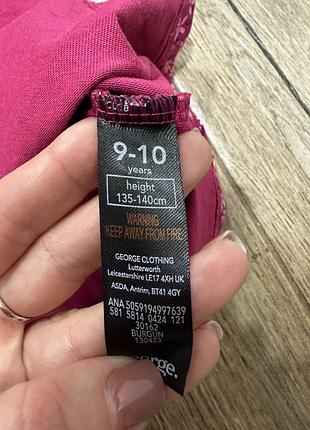 9-10
years
height
135-140cm
WARNING
KEEP AWAY FROM FIRE
GEORGE CLOTHING
Lutterworth
Leicestershire LE17 4XH UK
ASDA, Antrim, BT41 4GY
ANA 5059194997639
581 5814 0424 121
30162
BURGUN
130423